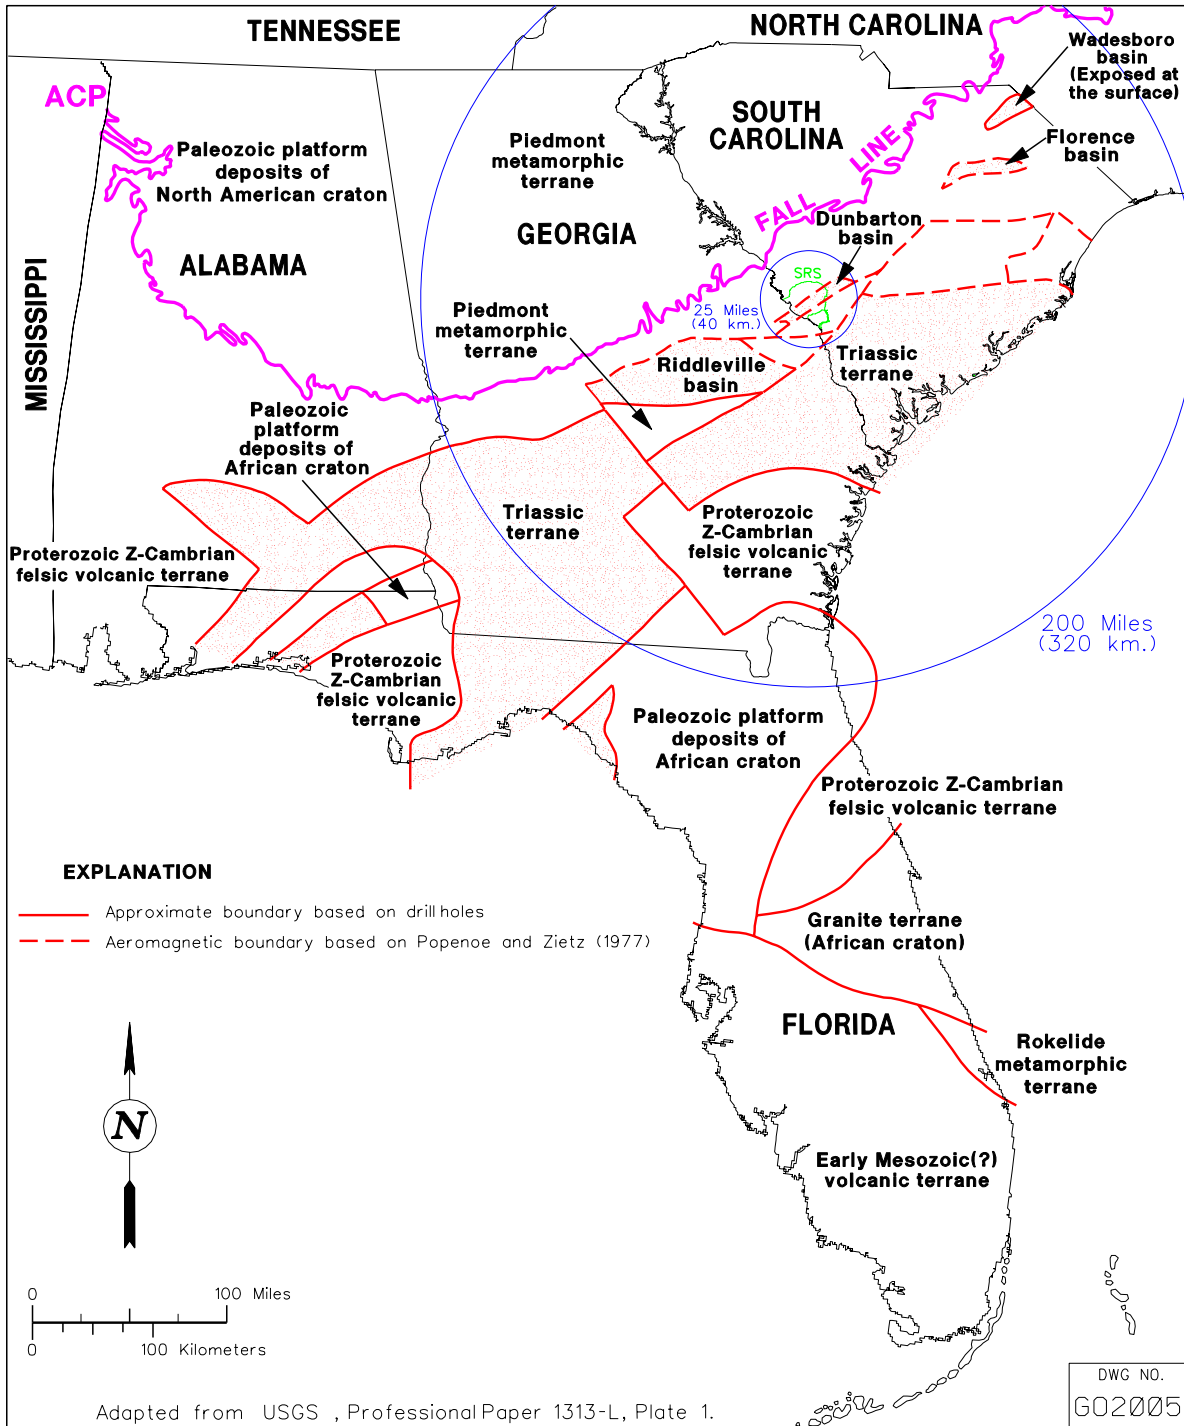 TENNESSEE
NORTH CAROLINA
Wadesboro
basin
(Exposed at
the surface)
ACP
SOUTH
CAROLINA
Florence
basin
Paleozoic platform
deposits of
North American craton
Piedmont
metamorphic
terrane
FALL LINE
Dunbarton
basin
GEORGIA
ALABAMA
MISSISSIPPI
SRS
25 Miles
(40 km.)
Piedmont
metamorphic
terrane
Riddleville
basin
Triassic
terrane
Paleozoic
platform
deposits of
African craton
Triassic
terrane
Proterozoic
Z-Cambrian
felsic volcanic
terrane
Proterozoic Z-Cambrian
felsic volcanic terrane
200 Miles
(320 km.)
Proterozoic
Z-Cambrian
felsic volcanic
terrane
Paleozoic platform
deposits of
African craton
Proterozoic Z-Cambrian
felsic volcanic terrane
EXPLANATION
Approximate boundary based on drill holes
Aeromagnetic boundary based on Popenoe and Zietz (1977)
Granite terrane
(African craton)
FLORIDA
Rokelide
metamorphic
terrane
N
Early Mesozoic(?)
volcanic terrane
0 100 Miles
0 100 Kilometers
Adapted from USGS , Professional Paper 1313-L, Plate 1.
DWG NO.
G02005